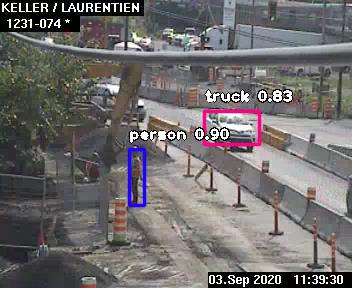 KELLER / LAURENTIEN
1231-074 *
truck 0.83
person 0.90
03.Sep 2020 11:39:30